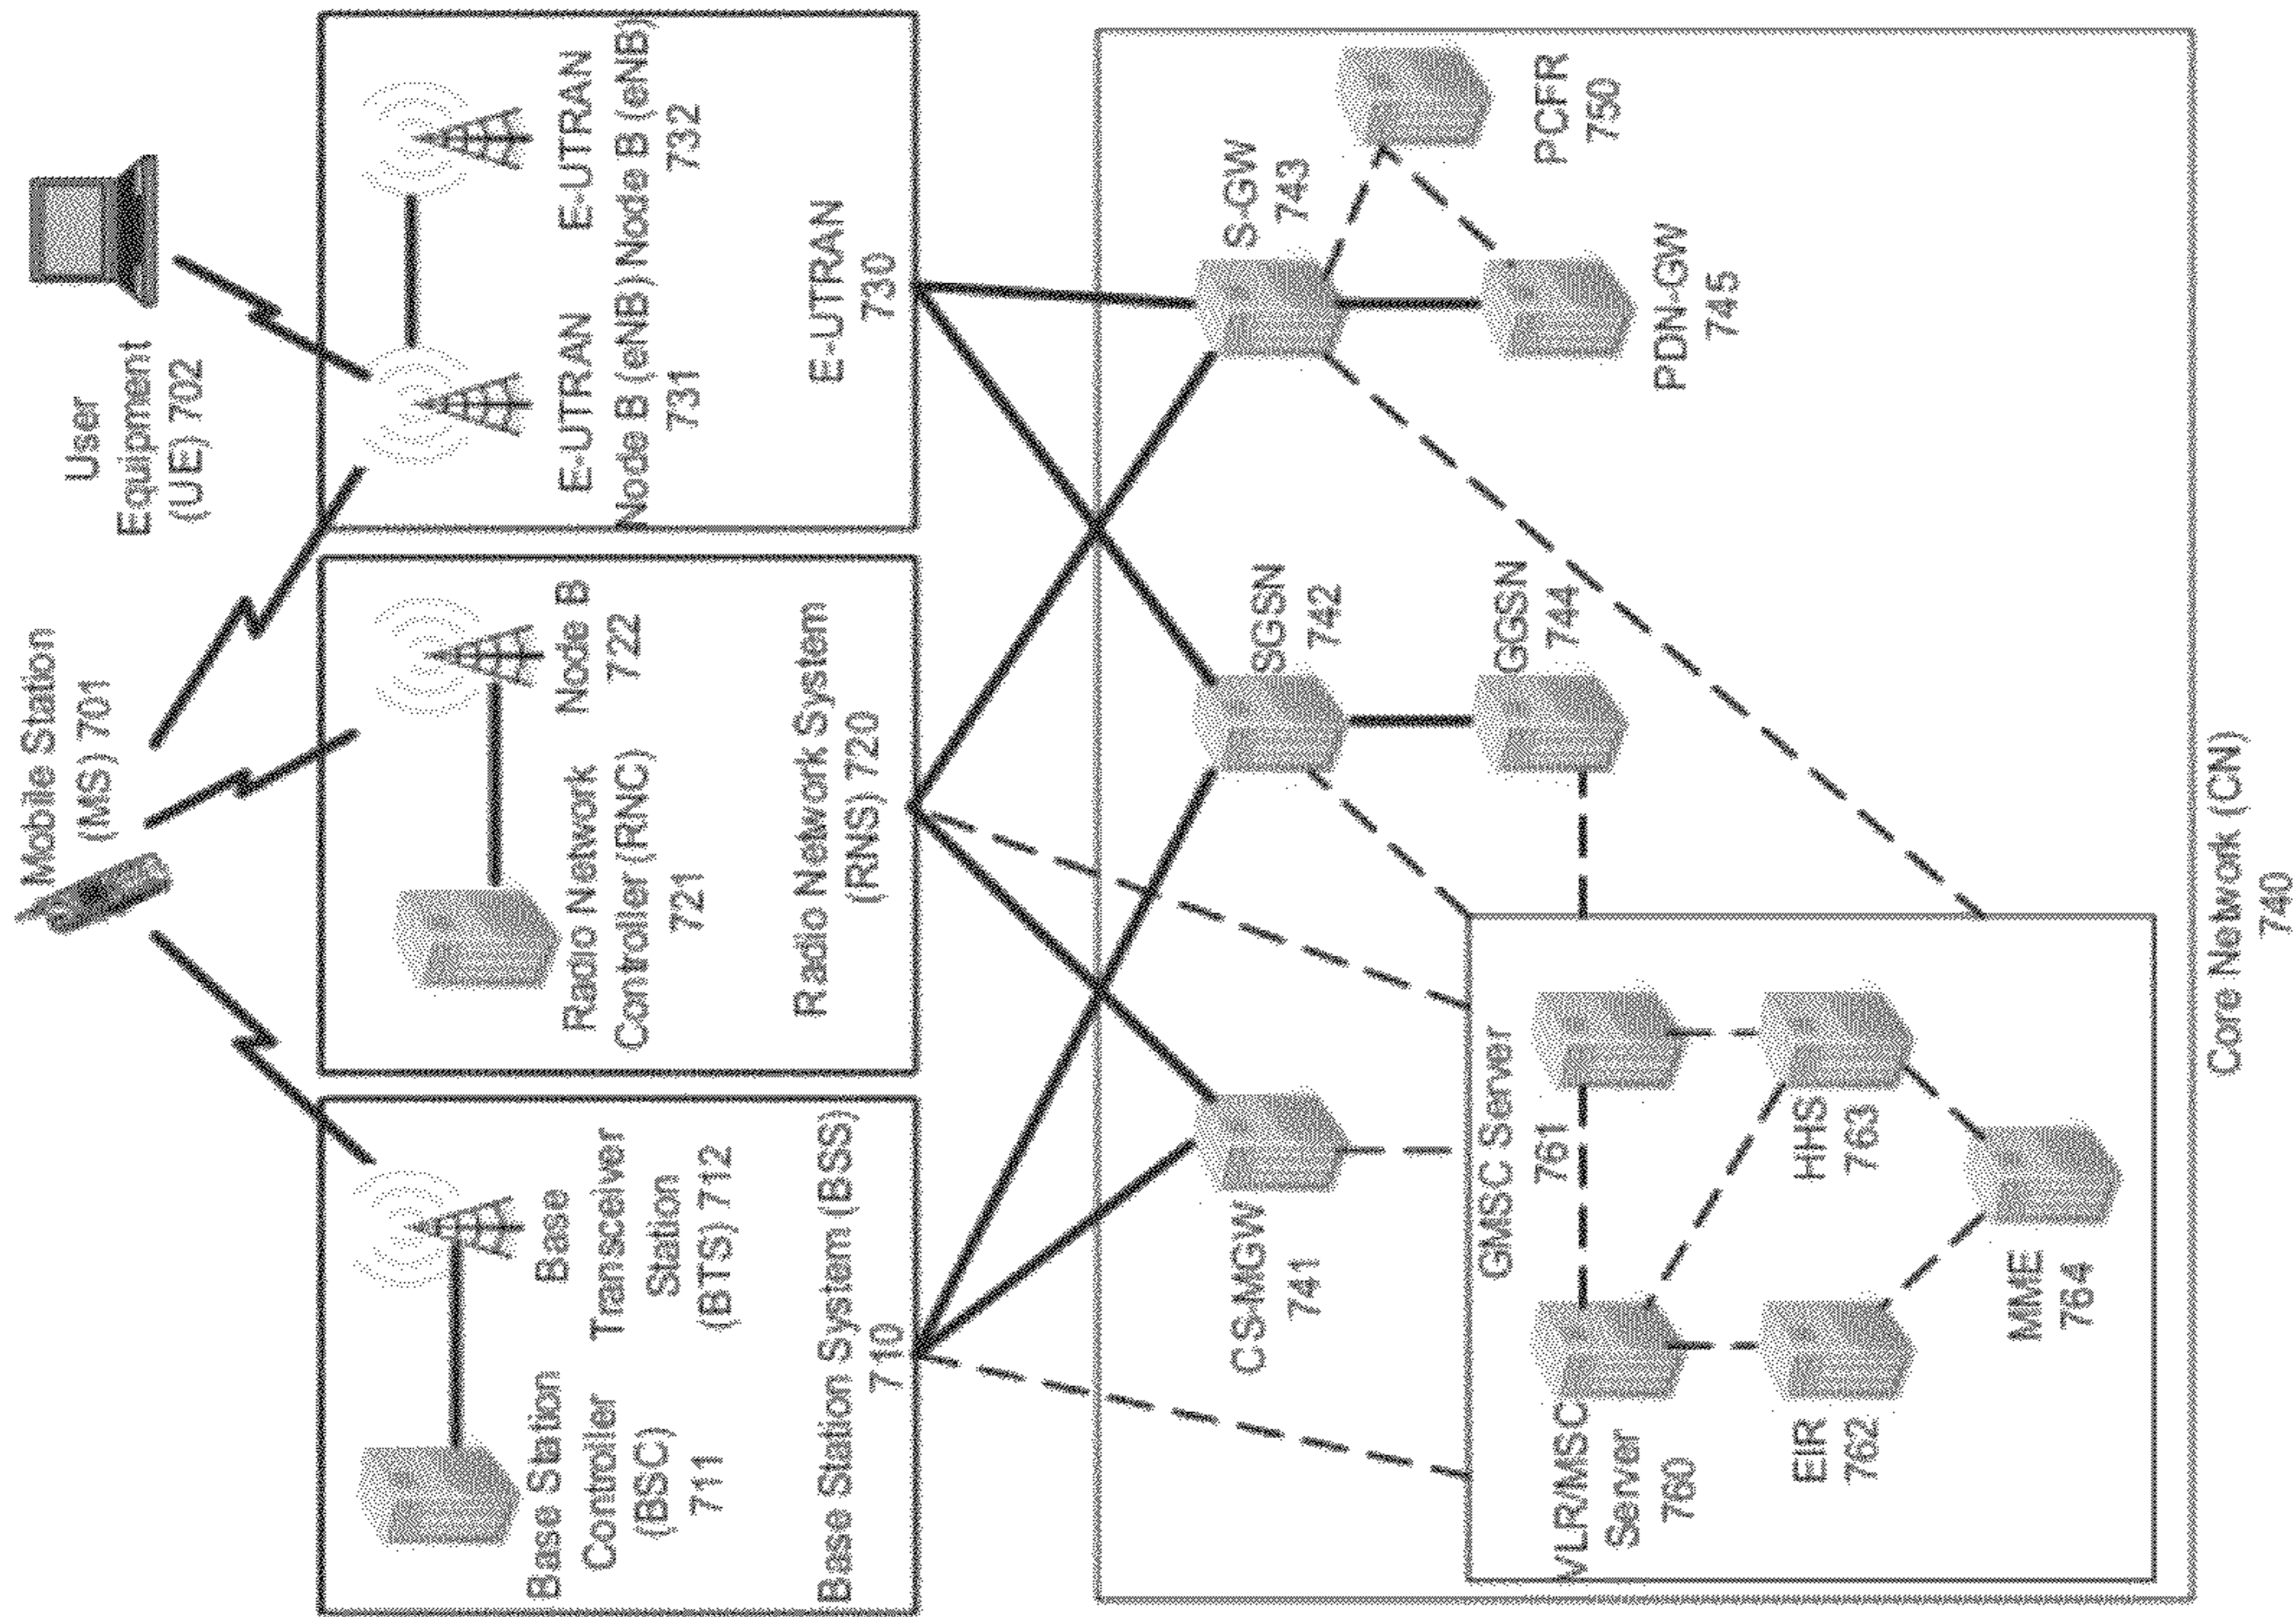 Mobile Station
(MS) 701
User
Equipment
(UE) 702
Base Station
Controller
(BSC)
711
Base
Transceiver
Station
(BTS) 712
Base Station System (BSS)
710
Radio Network
Controller (RNC)
721
Node B
722
Radio Network System
(RNS) 720
E-UTRAN
Node B (eNB)
731
E-UTRAN
Node B (eNB)
732
E-UTRAN
730
CS-MGW
741
SGSN
742
S-GW
743
GGSN
744
PDN-GW
745
PCFR
750
GMSC Server
761
VLR/MSC
Server
760
EIR
762
HHS
763
MME
764
Core Network (CN)
740